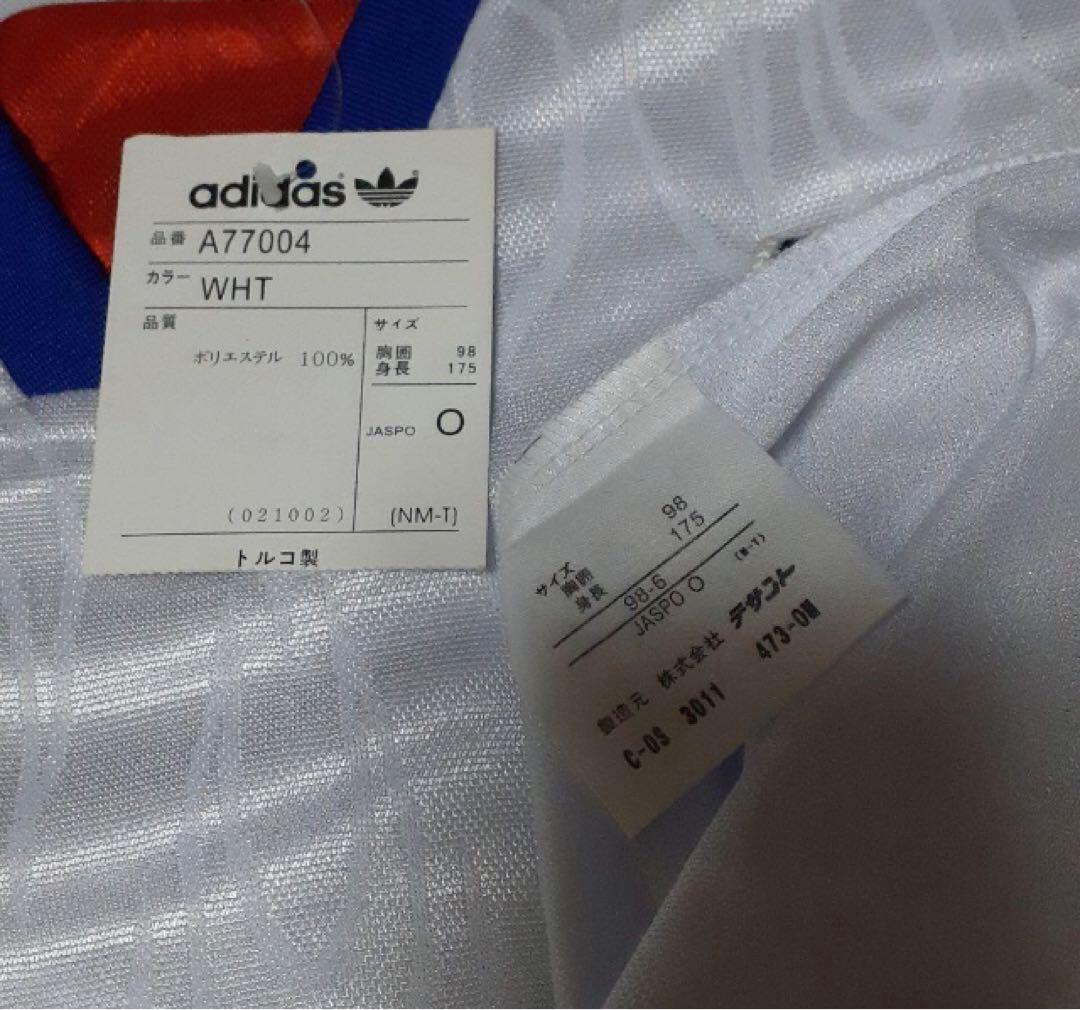 adidas
品番 A77004
カラー WHT
品質
ポリエステル 100%
(021002)
サイズ
胸囲 98
身長 175
JASPO O
(NM-T)
トルコ製
サイズ
胸囲 98
身長 175
98-6
JASPO O
(M-T)
製造元 株式会社 デサント
C-OS 3011 473-OW